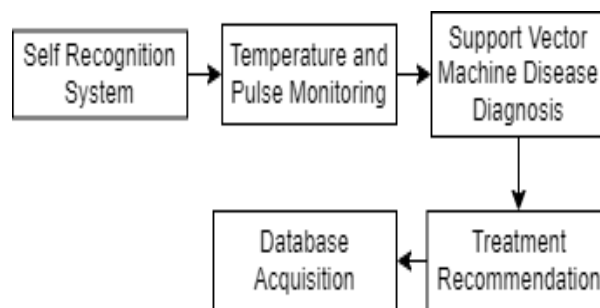 Self Recognition
System
Temperature and
Pulse Monitoring
Support Vector
Machine Disease
Diagnosis
Treatment
Recommendation
Database
Acquisition